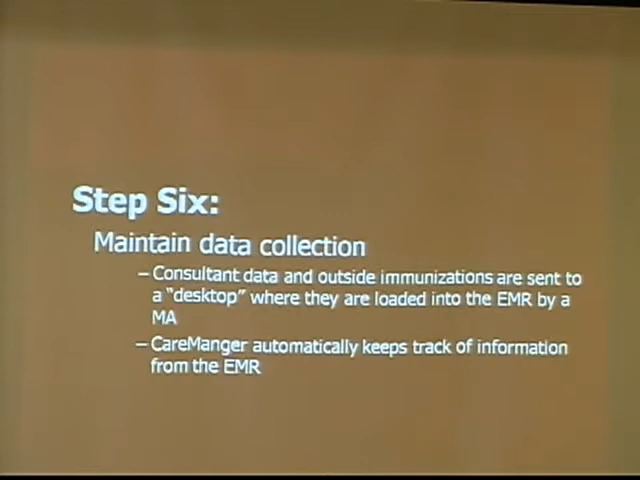 Step Six:
Maintain data collection
– Consultant data and outside immunizations are sent to
a "desktop" where they are loaded into the EMR by a
MA
– CareManger automatically keeps track of information
from the EMR